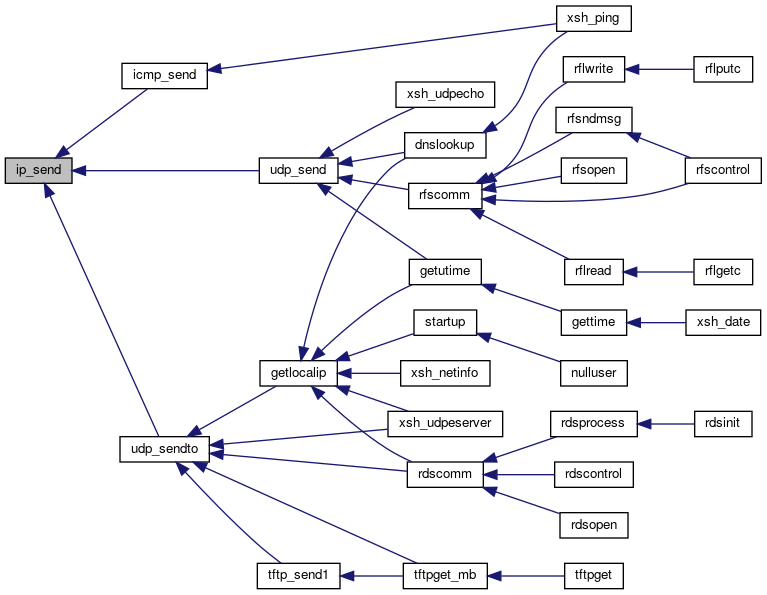 ip_send
icmp_send
udp_send
udp_sendto
xsh_ping
xsh_udpecho
dnslookup
rfscomm
getutime
getlocalip
startup
xsh_netinfo
xsh_udpeserver
rdscomm
tftp_send1
tftpget_mb
rflwrite
rfsndmsg
rfsopen
rflread
gettime
nulluser
rdsprocess
rdscontrol
rdsopen
tftpget
rflputc
rfscontrol
rflgetc
xsh_date
rdsinit